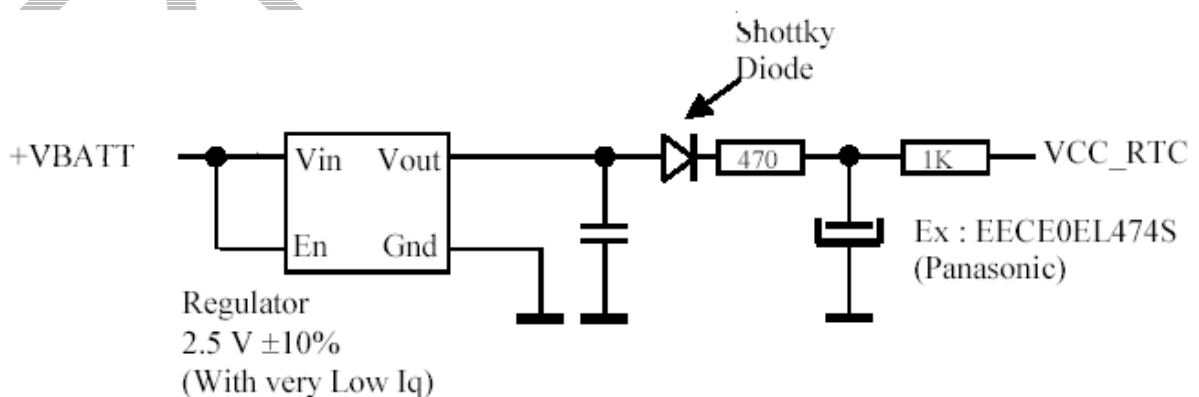 Shottky
Diode
+VBATT
Vin Vout
470
1K
VCC_RTC
En Gnd
Ex : EECE0EL474S
(Panasonic)
Regulator
2.5 V ±10%
(With very Low Iq)